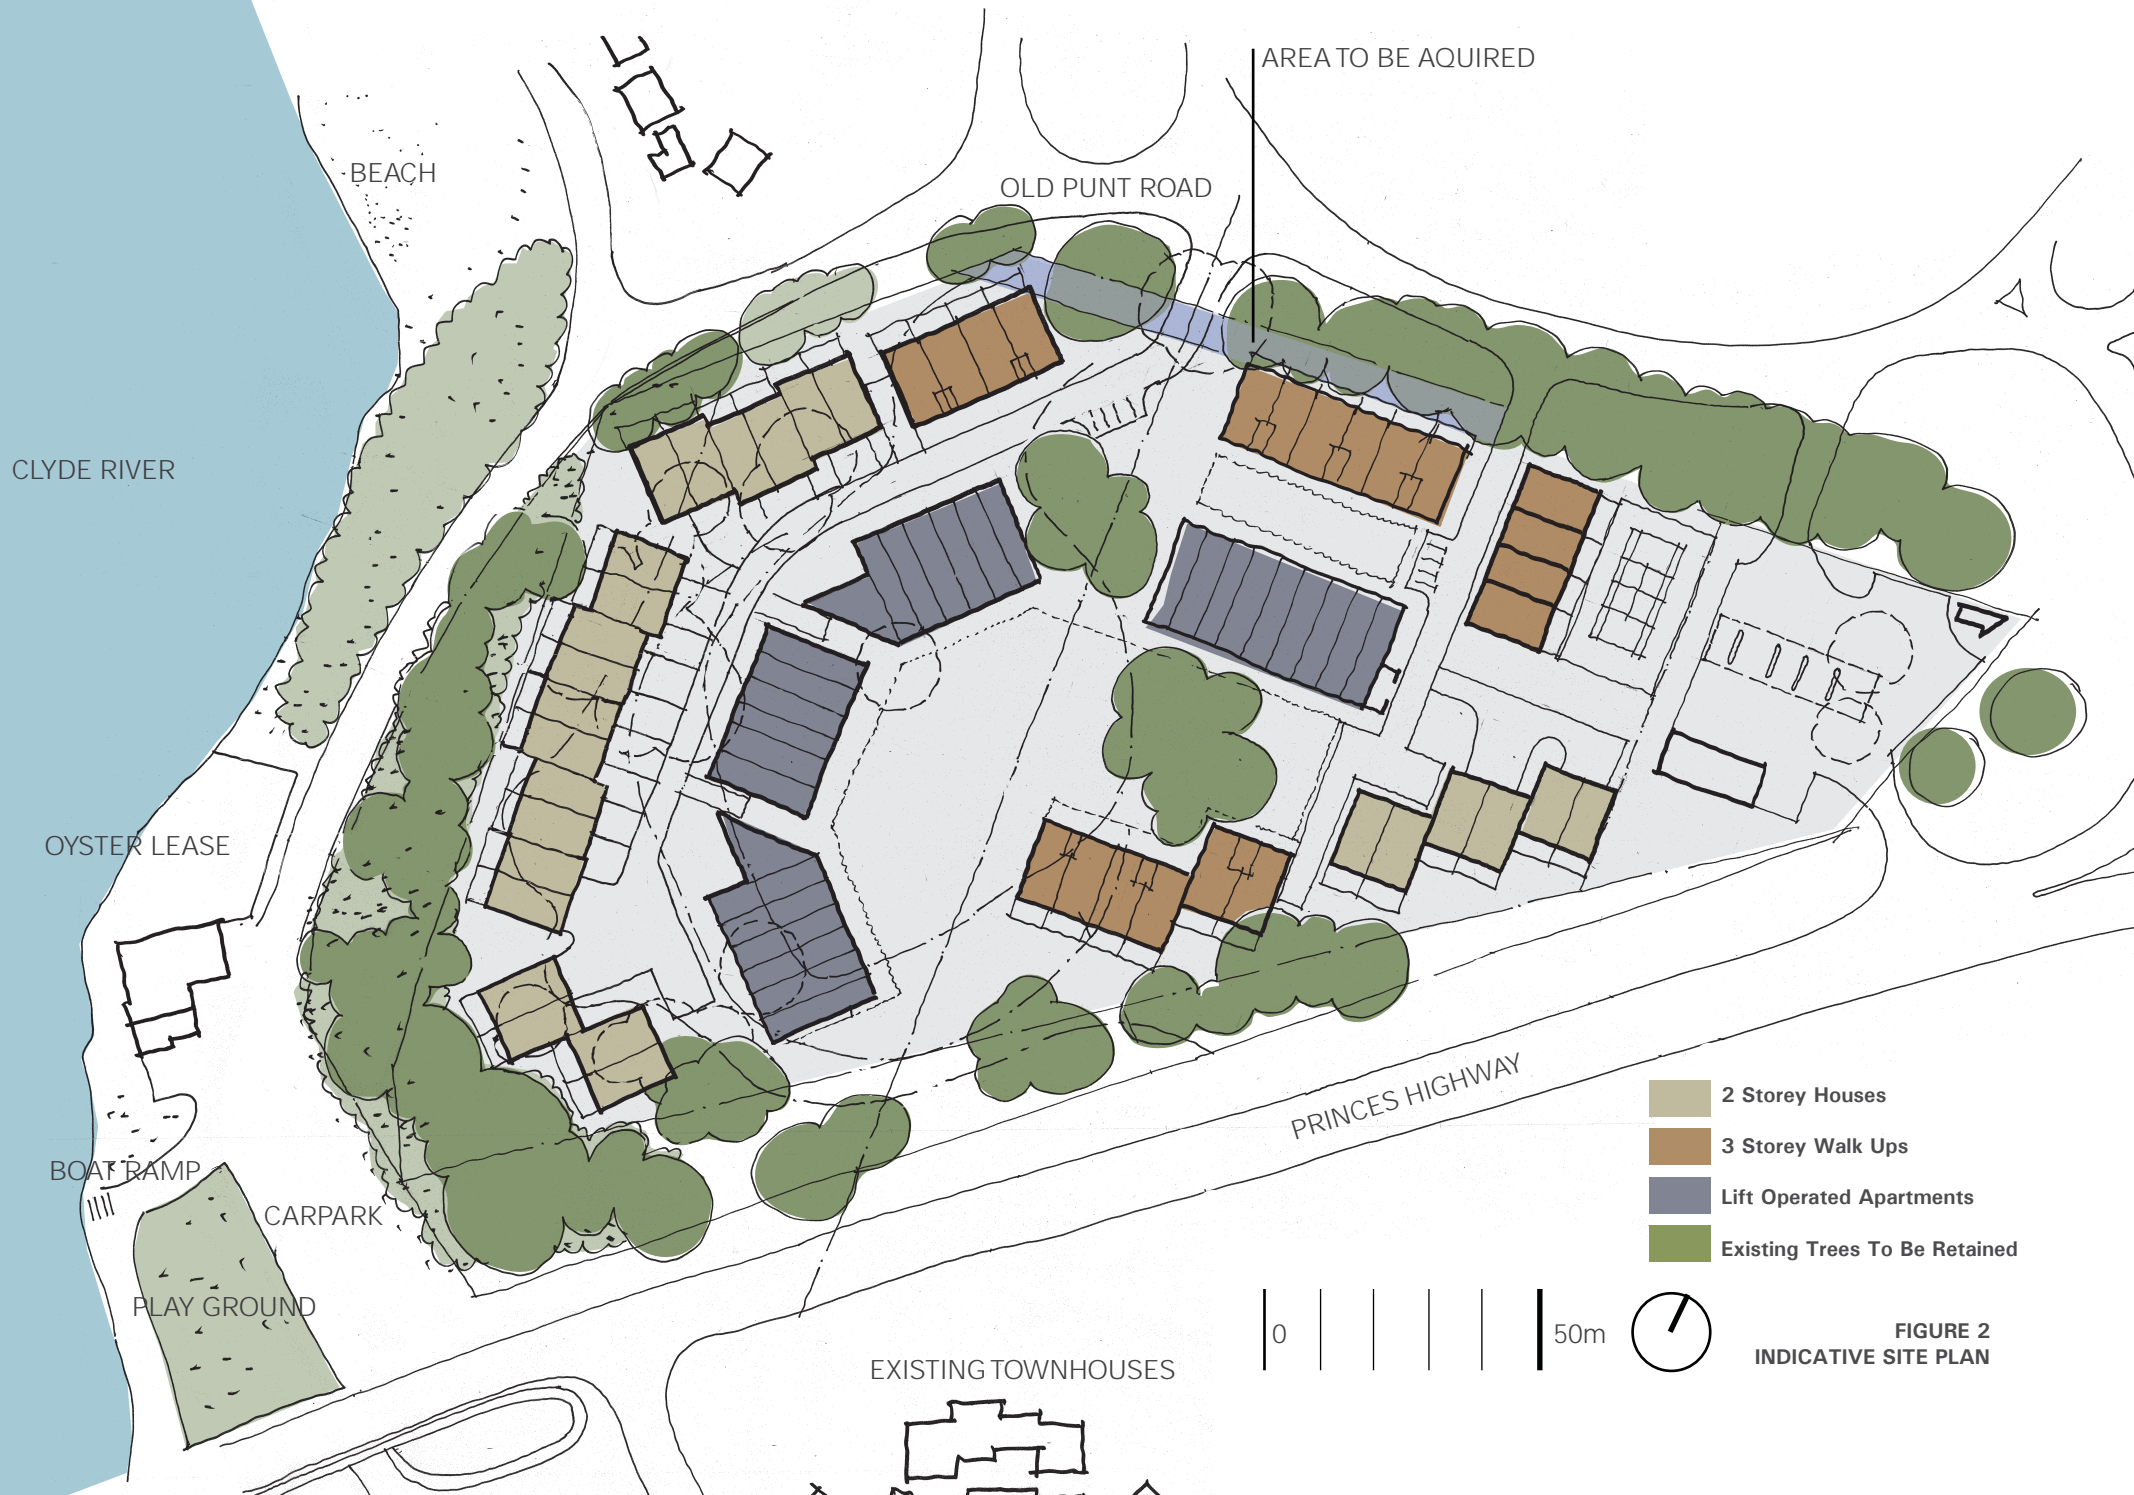 AREA TO BE AQUIRED
BEACH
OLD PUNT ROAD
CLYDE RIVER
OYSTER LEASE
BOAT RAMP
CARPARK
PLAY GROUND
PRINCES HIGHWAY
2 Storey Houses
3 Storey Walk Ups
Lift Operated Apartments
Existing Trees To Be Retained
0
50m
FIGURE 2
INDICATIVE SITE PLAN
EXISTING TOWNHOUSES